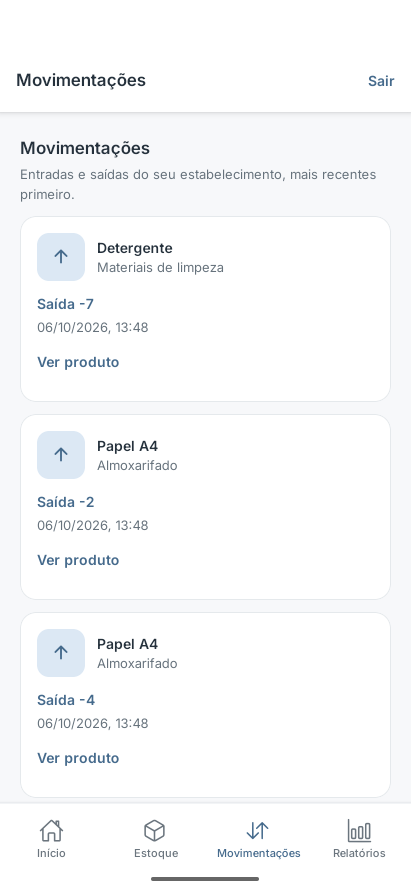 Movimentações
Sair
Movimentações
Entradas e saídas do seu estabelecimento, mais recentes
primeiro.
Detergente
Materiais de limpeza
Saída -7
06/10/2026, 13:48
Ver produto
Papel A4
Almoxarifado
Saída -2
06/10/2026, 13:48
Ver produto
Papel A4
Almoxarifado
Saída -4
06/10/2026, 13:48
Ver produto
Início
Estoque
Movimentações
Relatórios